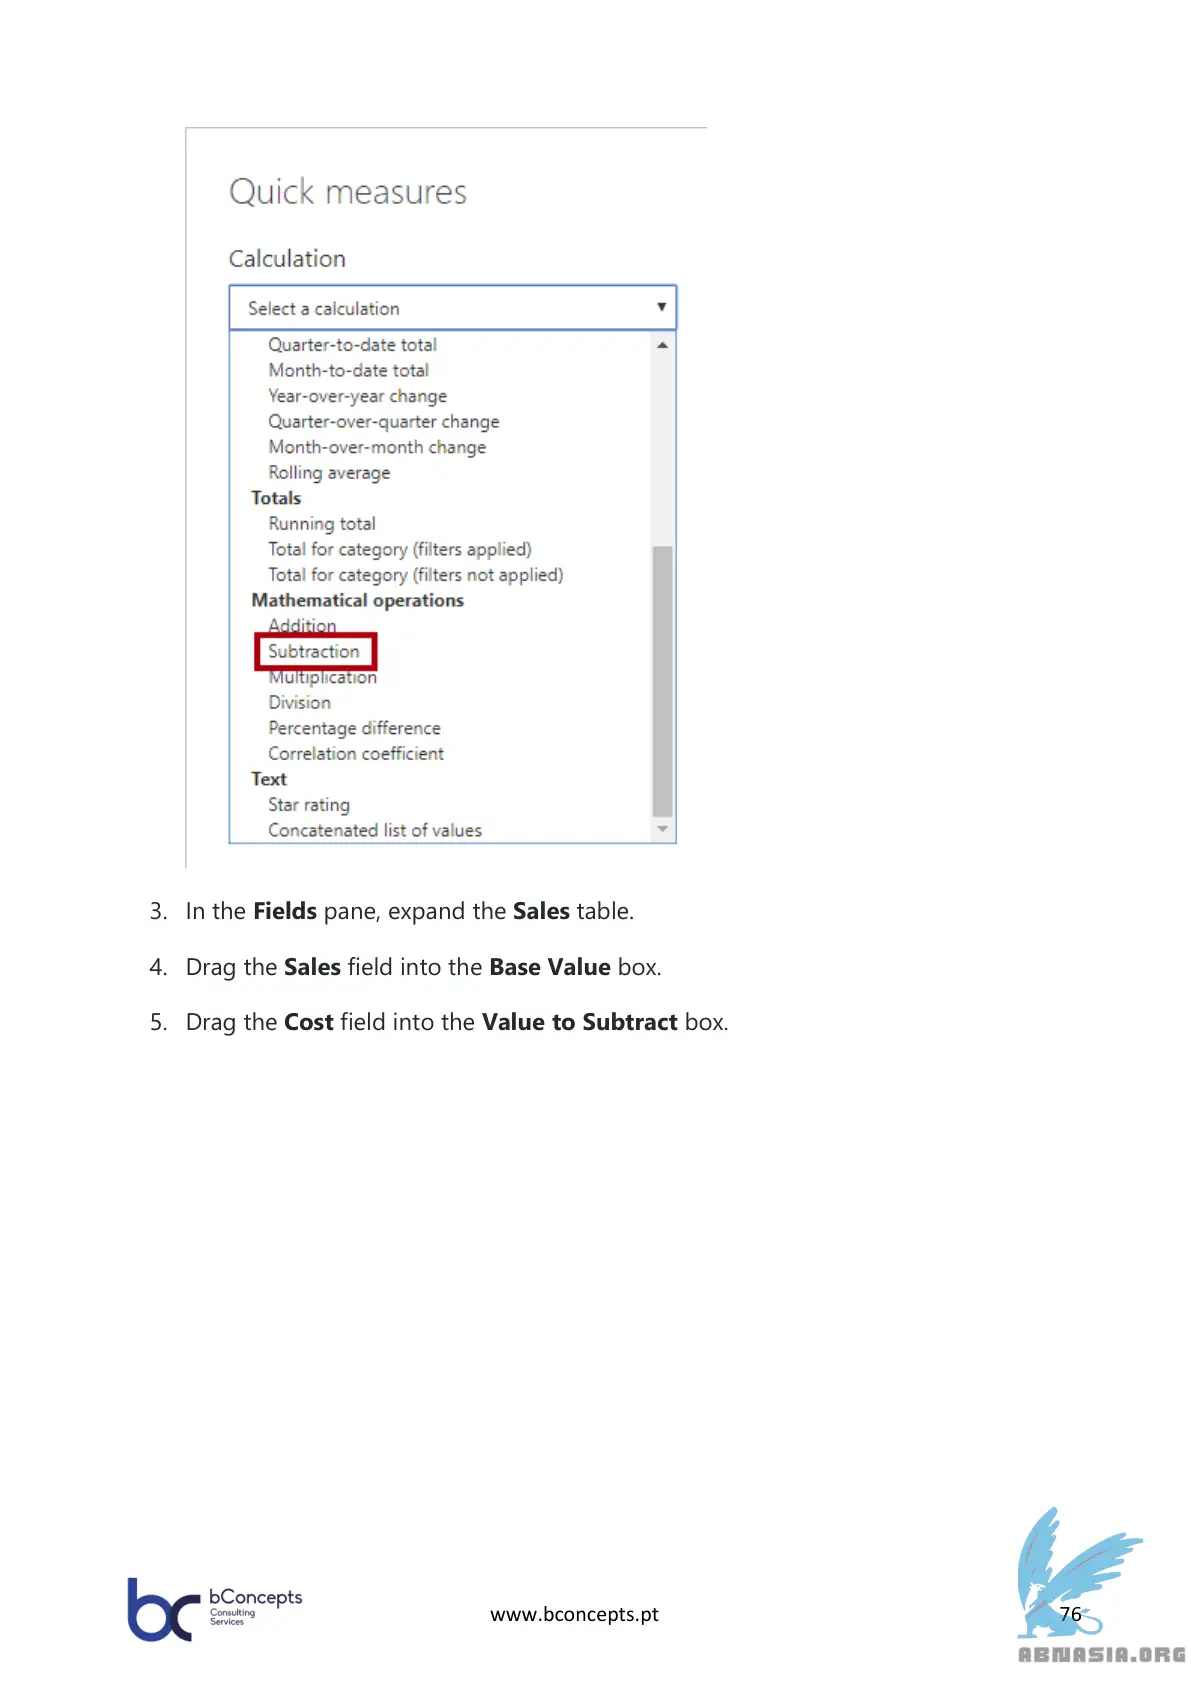 Quick measures
Calculation
Select a calculation
Quarter-to-date total
Month-to-date total
Year-over-year change
Quarter-over-quarter change
Month-over-month change
Rolling average
Totals
Running total
Total for category (filters applied)
Total for category (filters not applied)
Mathematical operations
Addition
Subtraction
Multiplication
Division
Percentage difference
Correlation coefficient
Text
Star rating
Concatenated list of values
3. In the Fields pane, expand the Sales table.
4. Drag the Sales field into the Base Value box.
5. Drag the Cost field into the Value to Subtract box.
bc bConcepts
Consulting
Services
www.bconcepts.pt
76
ABNASIA.ORG